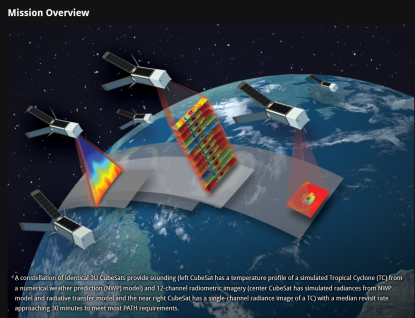 Mission Overview
*A constellation of identical 3U CubeSats provide sounding (left CubeSat has a temperature profile of a simulated Tropical Cyclone (TC) from
a numerical weather prediction (NWP) model) and 12-channel radiometric imagery (center CubeSat has simulated radiances from NWP
model and radiative transfer model and the near right CubeSat has a single-channel radiance image of a TC) with a median revisit rate
approaching 30 minutes to meet most PATH requirements.